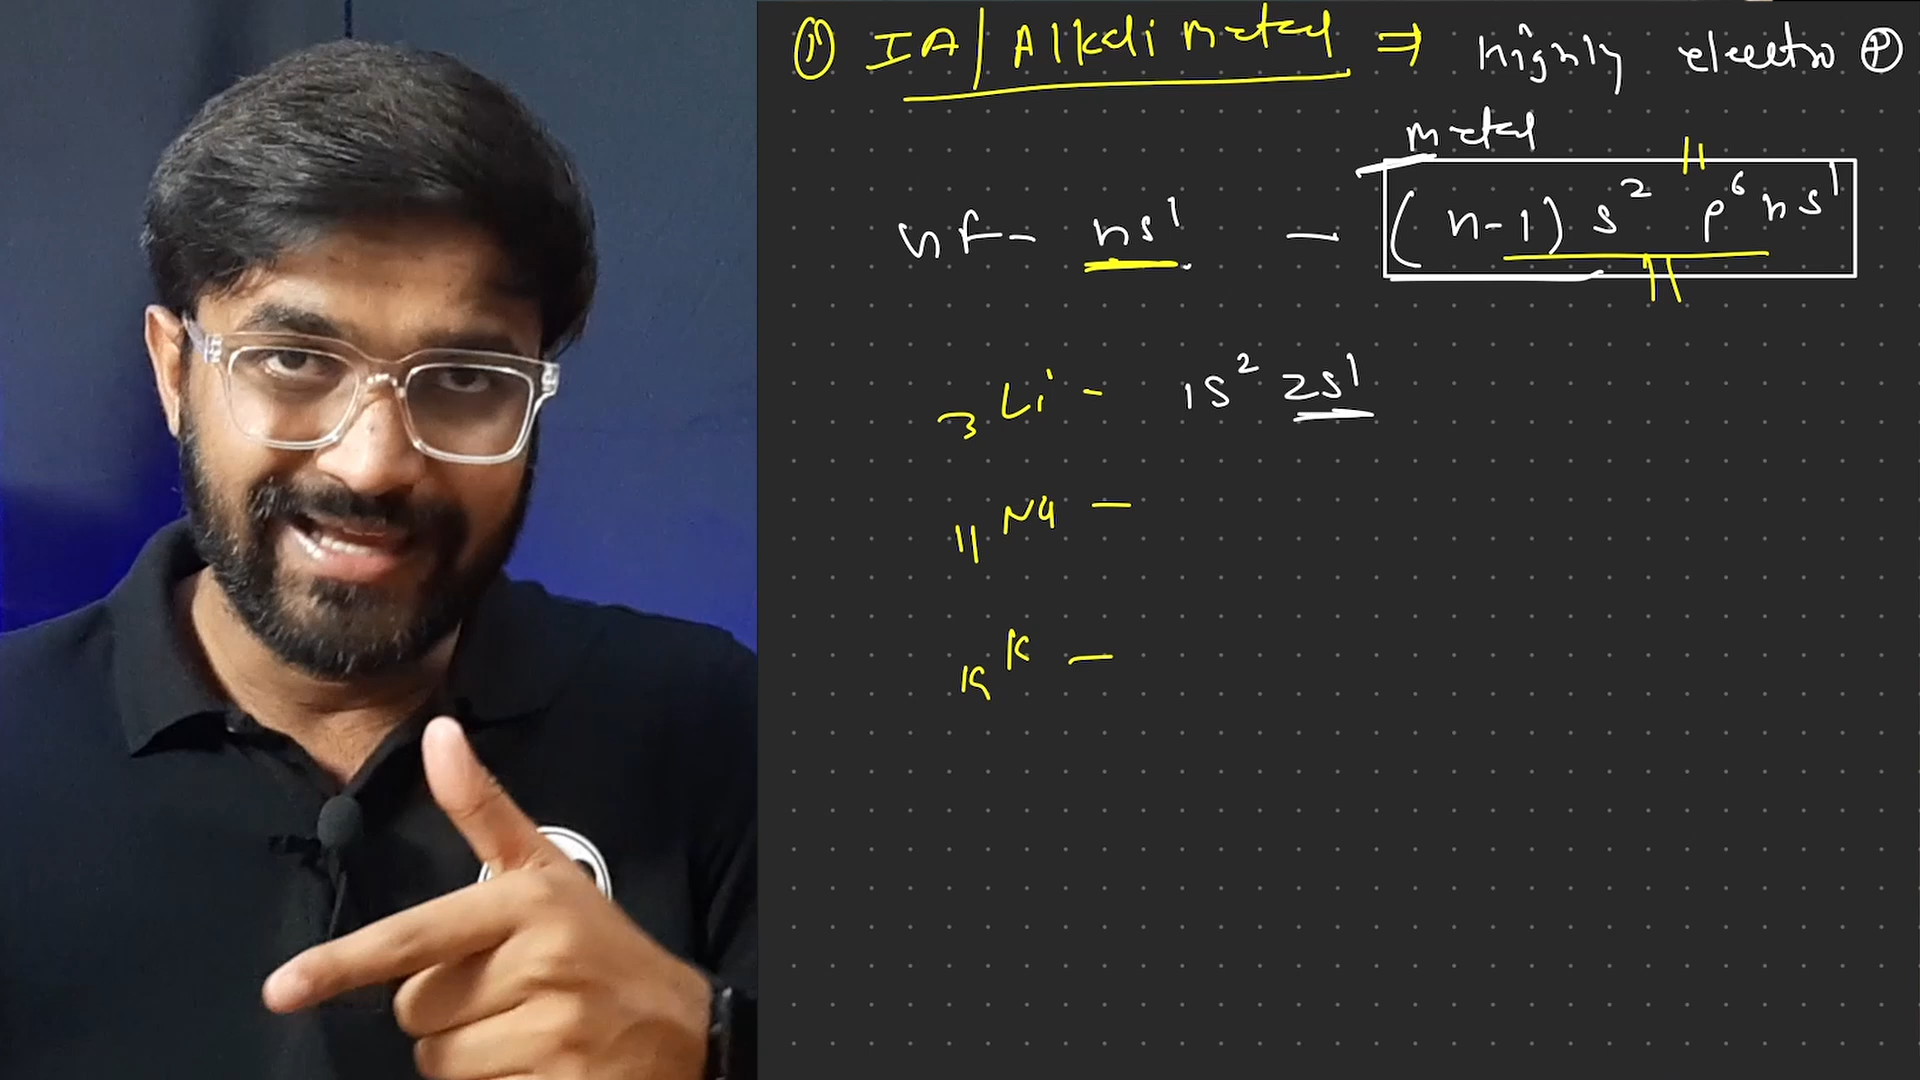 ① IA/Alkali metal ⇒ highly electro ⊕
metal
nf- ns¹ - (n-1) s² p⁶ ns¹
₃Li - 1s² 2s¹
₁₁Na -
₁₉K -